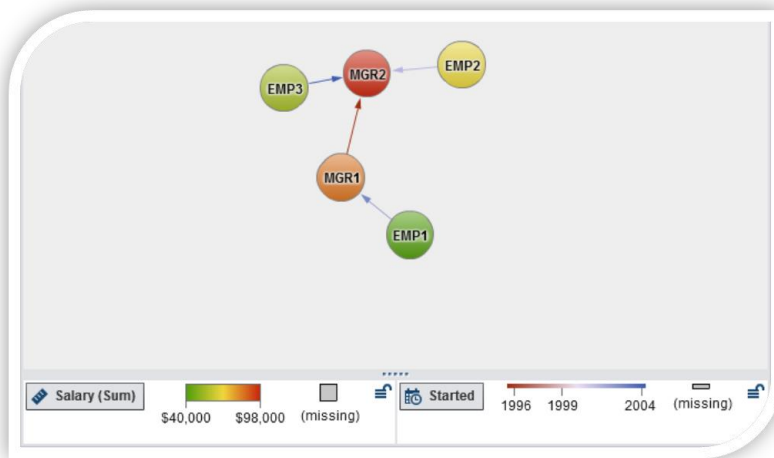 MGR2
EMP2
EMP3
MGR1
EMP1
Salary (Sum)
$40,000
$98,000
(missing)
Started
1996
1999
2004
(missing)